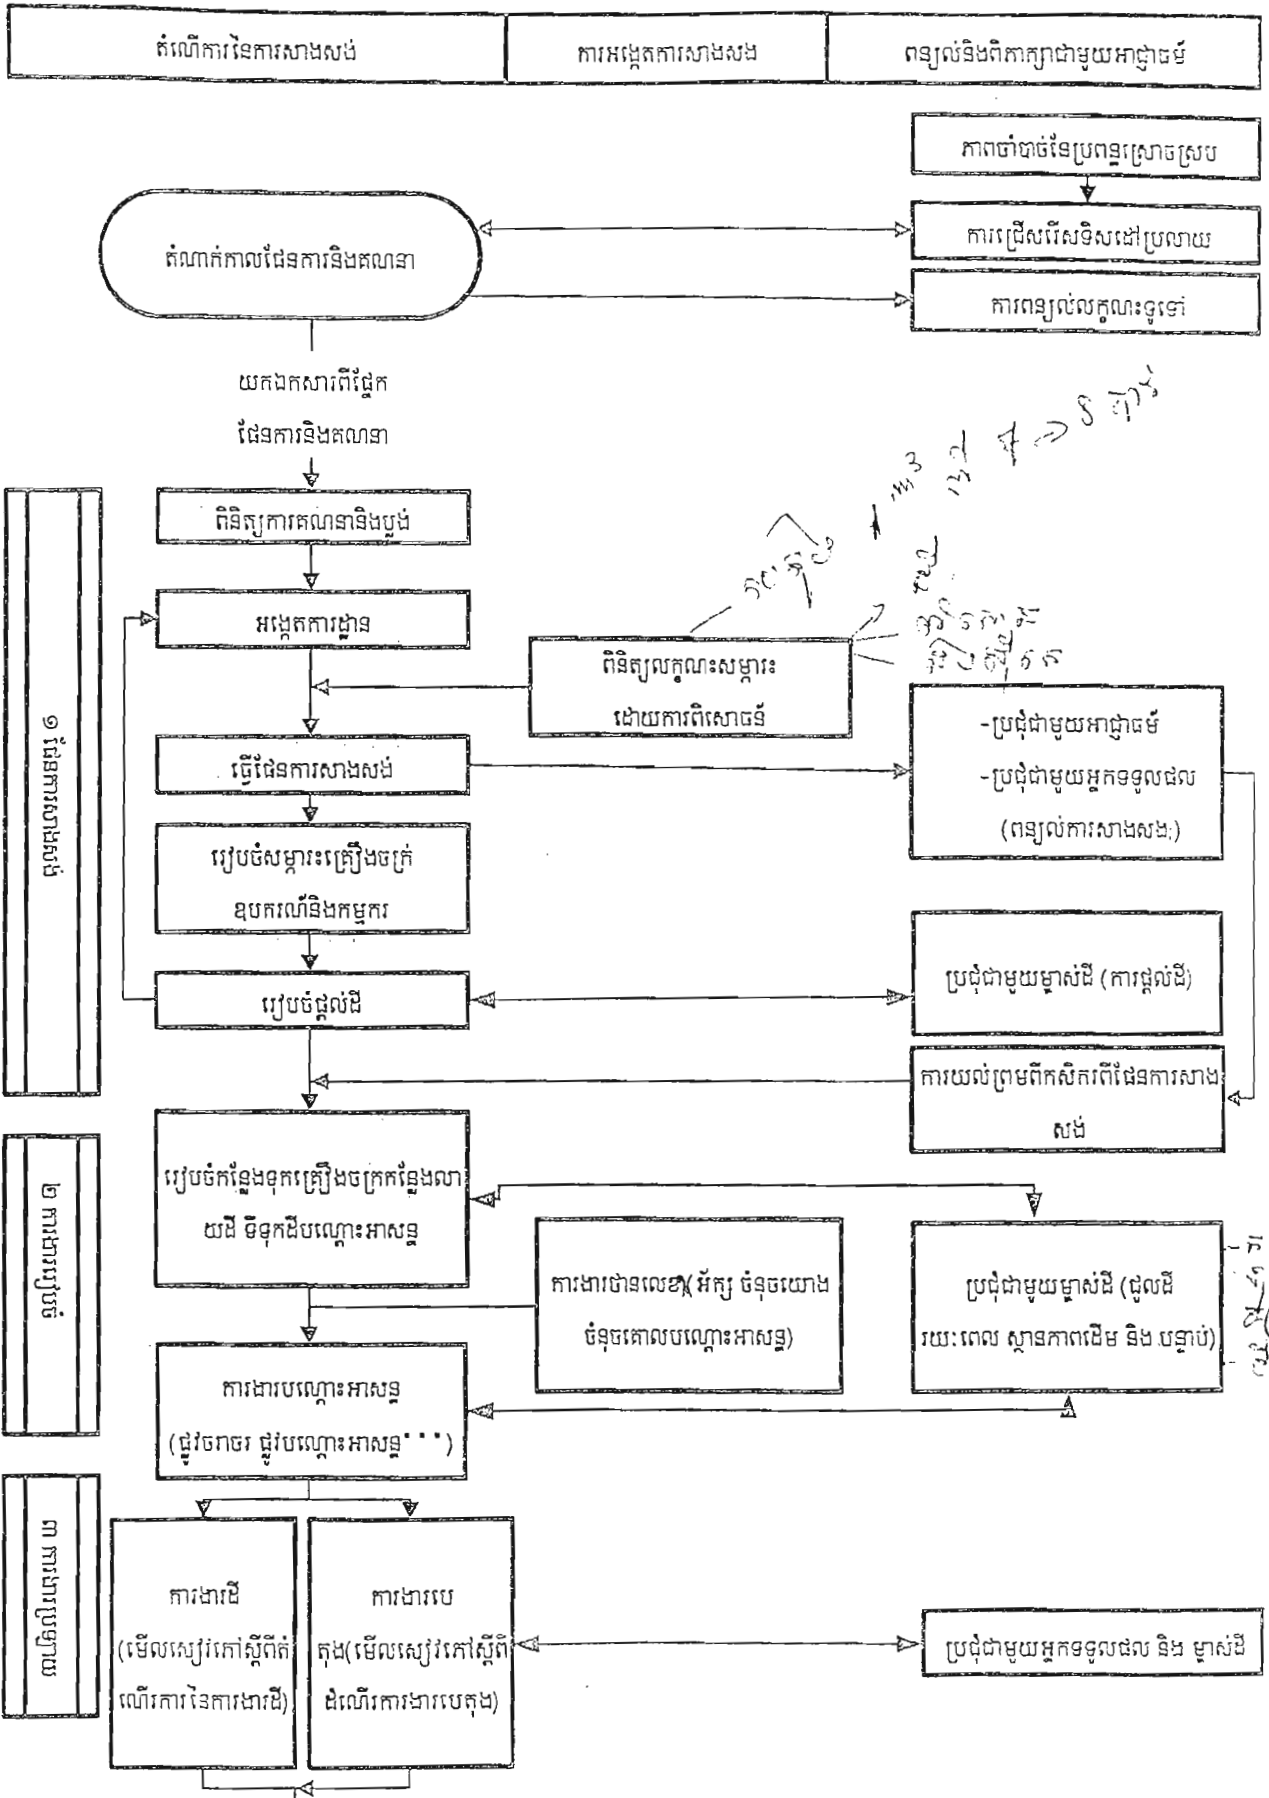 តំណើការនៃការសាងសង់
ការអង្កេតការសាងសង
ពន្យល់និងពិភាក្សាជាមួយអាជ្ញាធម៍
ភាពចាំបាច់នៃប្រពន្ធស្រោចស្រប
ការជ្រើសរើសទិសដៅប្រលាយ
តំណាក់កាលផែនការនិងគណនា
ការពន្យល់លក្ខណះទូទៅ
យកឯកសារពីផ្នែក
ផែនការនិងគណនា
១ ផែនការសាងសង់
ពិនិត្យការគណនានិងប្លង់
អង្កេតការដ្ឋាន
ពិនិត្យលក្ខណះសម្ភារះ
ដោយការពិសោធន៍
ធ្វើផែនការសាងសង់
-ប្រជុំជាមួយអាជ្ញាធម៍
-ប្រជុំជាមួយអ្នកទទួលផល
(ពន្យល់ការសាងសង់)
រៀបចំសម្ភារះគ្រឿងចក្រ់
ឧបករណ៍និងកម្មករ
រៀបចំផ្តល់ដី
ប្រជុំជាមួយម្ចាស់ដី (ការផ្តល់ដី)
ការយល់ព្រមពីកសិករពីផែនការសាង
សង់
២ ការងាររៀបចំ
រៀបចំកន្លែងទុកគ្រឿងចក្រកន្លែងលា
យដី ទីទុកដីបណ្តោះអាសន្ន
ការងារថានលេខា( អ័ក្ស ចំនុចយោង
ចំនុចគោលបណ្តោះអាសន្ន)
ប្រជុំជាមួយម្ចាស់ដី (ជួលដី
រយៈពេល ស្ថានភាពដើម និង បន្ទាប់)
ការងារបណ្តោះអាសន្ន
(ផ្លូវចរាចរ ផ្លូវបណ្តោះអាសន្ន•••)
៣ ការងារប្រឡាយ
ការងារដី
(មើលសៀវភៅស្តីពីតំ
ណើរការនៃការងារដី)
ការងារបេ
តុង(មើលសៀវភៅស្តីពី
ដំណើរការងារបេតុង)
ប្រជុំជាមួយអ្នកទទួលផល និង ម្ចាស់ដី